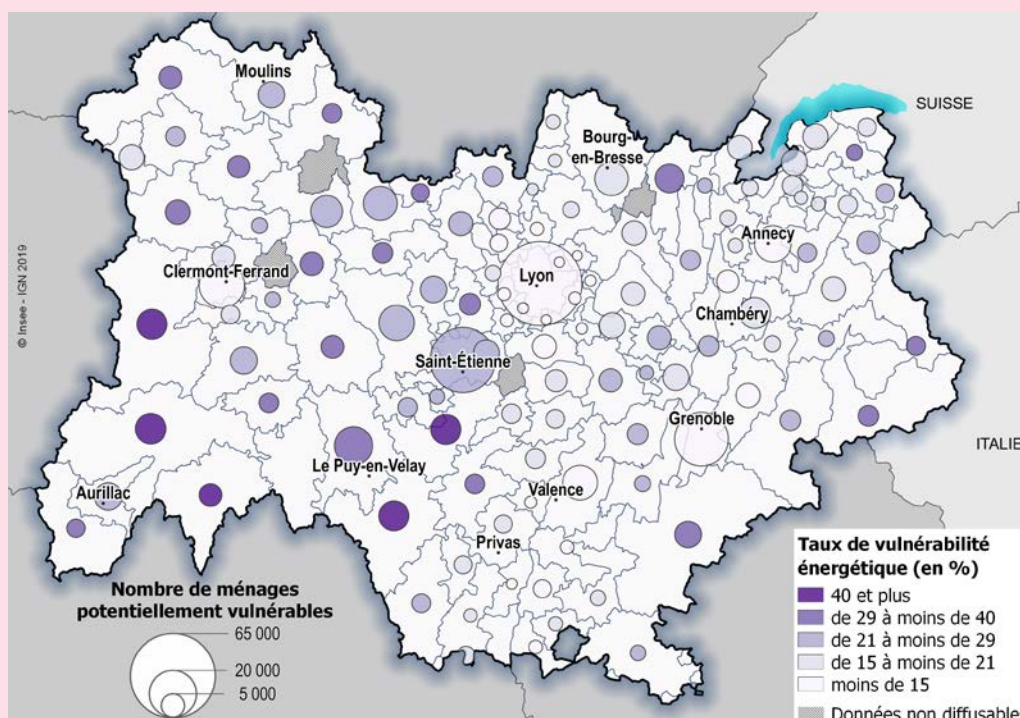 Moulins
SUISSE
Bourg-
en-Bresse
Annecy
© Insee - IGN 2019
Clermont-Ferrand
Lyon
Chambéry
Saint-Étienne
Grenoble
ITALIE
Le Puy-en-Velay
Aurillac
Valence
Privas
Nombre de ménages
potentiellement vulnérables
65 000
20 000
5 000
Taux de vulnérabilité
énergétique (en %)
40 et plus
de 29 à moins de 40
de 21 à moins de 29
de 15 à moins de 21
moins de 15
Données non diffusables